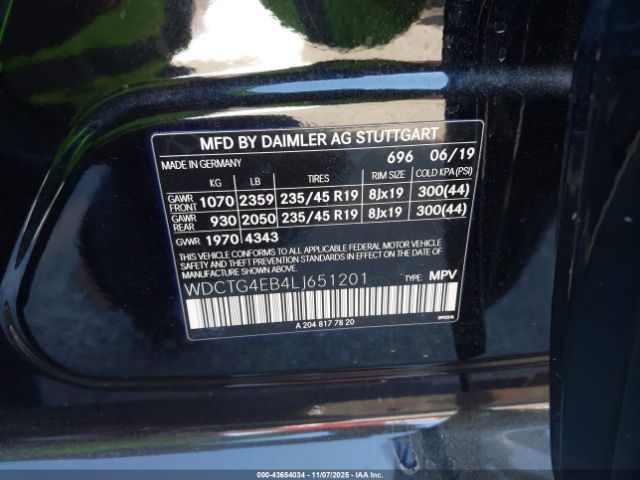 MFD BY DAIMLER AG STUTTGART
MADE IN GERMANY 696 06/19
KG LB TIRES RIM SIZE COLD KPA (PSI)
GAWR FRONT 1070 2359 235/45 R19 8Jx19 300(44)
GAWR REAR 930 2050 235/45 R19 8Jx19 300(44)
GVWR 1970 4343
THIS VEHICLE CONFORMS TO ALL APPLICABLE FEDERAL MOTOR VEHICLE
SAFETY, BUMPER, AND THEFT PREVENTION STANDARDS IN EFFECT ON THE
DATE OF MANUFACTURE SHOWN ABOVE.
WDCTG4EB4LJ651201 TYPE: MPV
A 204 817 78 20
000-43654034 | 11/07/2025 - IAAI.COM